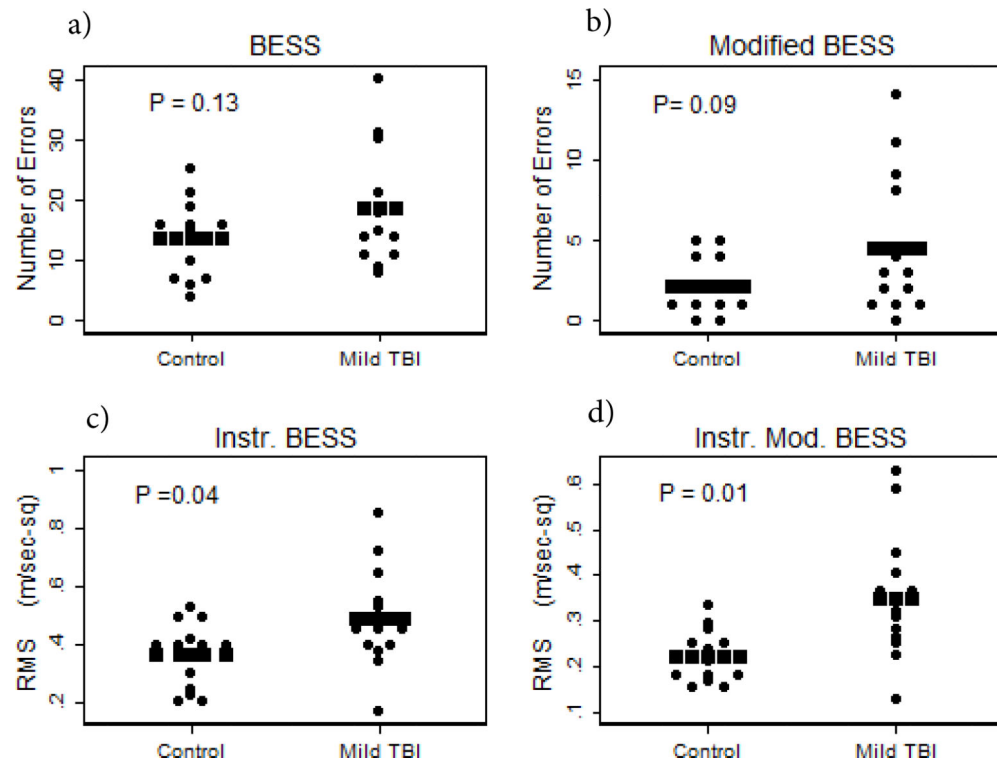 a)
BESS
P = 0.13
Number of Errors
40
30
20
10
0
Control
Mild TBI
b)
Modified BESS
P= 0.09
Number of Errors
15
10
5
0
Control
Mild TBI
c)
Instr. BESS
P =0.04
RMS (m/sec-sq)
1
.8
.6
.4
.2
Control
Mild TBI
d)
Instr. Mod. BESS
P = 0.01
RMS (m/sec-sq)
.6
.5
.4
.3
.2
.1
Control
Mild TBI